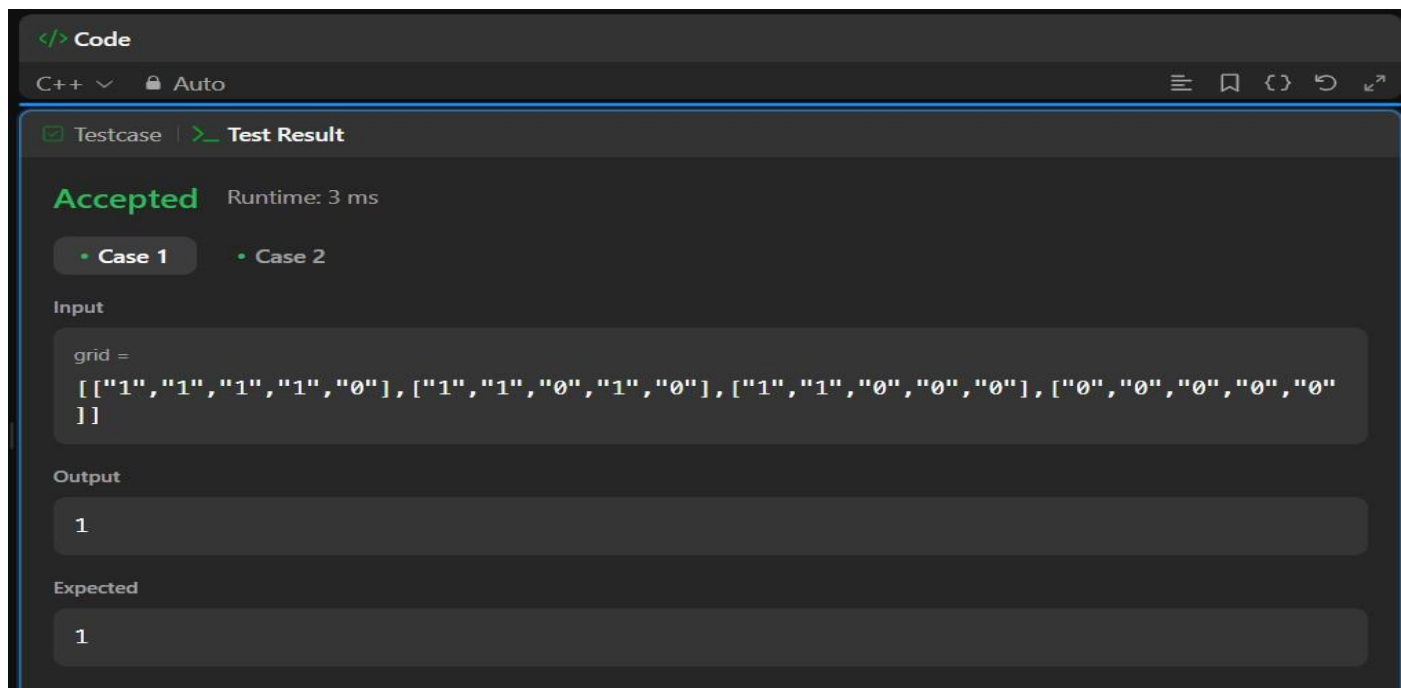 </> Code
C++ Auto
Testcase | >_ Test Result
Accepted Runtime: 3 ms
• Case 1 • Case 2
Input
grid =
[["1","1","1","1","0"],["1","1","0","1","0"],["1","1","0","0","0"],["0","0","0","0","0"
]]
Output
1
Expected
1